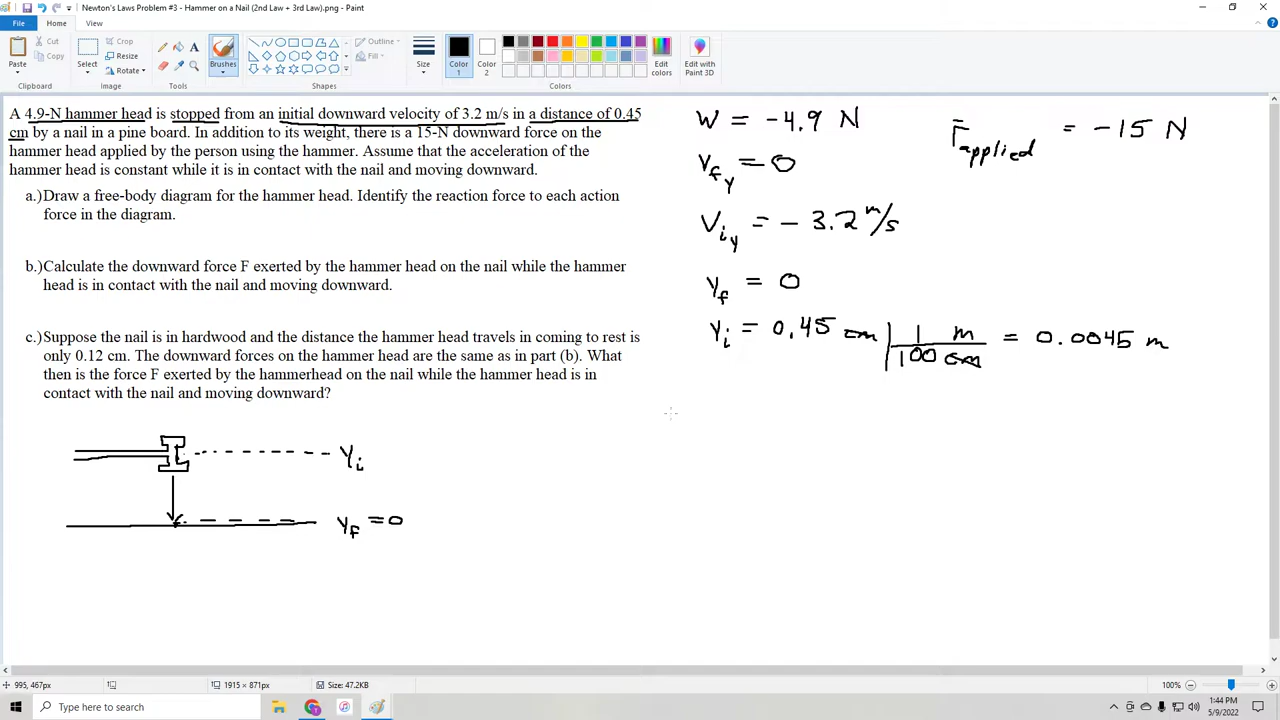 Newton's Laws Problem #3 - Hammer on a Nail (2nd Law + 3rd Law).png - Paint
File Home View
Paste
Cut
Copy
Clipboard
Select
Crop
Resize
Rotate
Image
Tools
Brushes
Shapes
Outline
Fill
Size
Color 1
Color 2
Edit colors
Edit with Paint 3D
Colors
A 4.9-N hammer head is stopped from an initial downward velocity of 3.2 m/s in a distance of 0.45
cm by a nail in a pine board. In addition to its weight, there is a 15-N downward force on the
hammer head applied by the person using the hammer. Assume that the acceleration of the
hammer head is constant while it is in contact with the nail and moving downward.
a.)Draw a free-body diagram for the hammer head. Identify the reaction force to each action
force in the diagram.
b.)Calculate the downward force F exerted by the hammer head on the nail while the hammer
head is in contact with the nail and moving downward.
c.)Suppose the nail is in hardwood and the distance the hammer head travels in coming to rest is
only 0.12 cm. The downward forces on the hammer head are the same as in part (b). What
then is the force F exerted by the hammerhead on the nail while the hammer head is in
contact with the nail and moving downward?
yi
yf = 0
W = -4.9 N
Fapplied = -15 N
vfy = 0
Viy = - 3.2 m/s
yf = 0
yi = 0.45 cm | 1 m / 100 cm = 0.0045 m
995, 467px
1915 × 871px
Size: 47.2KB
100%
Type here to search
1:44 PM
5/9/2022